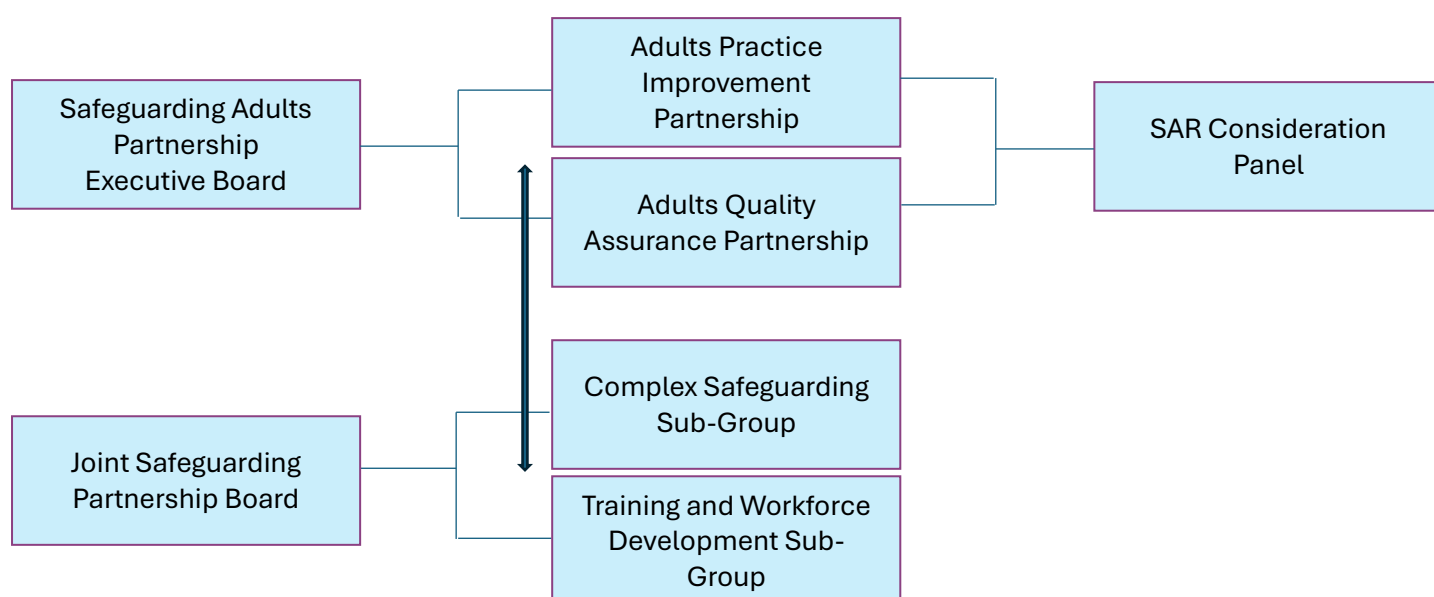 Safeguarding Adults
Partnership
Executive Board
Adults Practice
Improvement
Partnership
Adults Quality
Assurance Partnership
SAR Consideration
Panel
Joint Safeguarding
Partnership Board
Complex Safeguarding
Sub-Group
Training and Workforce
Development Sub-
Group